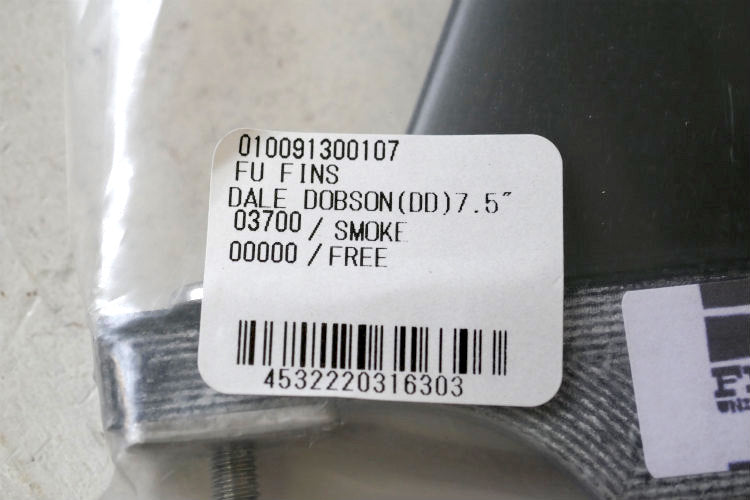 010091300107
FU FINS
DALE DOBSON(DD)7.5″
03700 / SMOKE
00000 / FREE
4532220316303